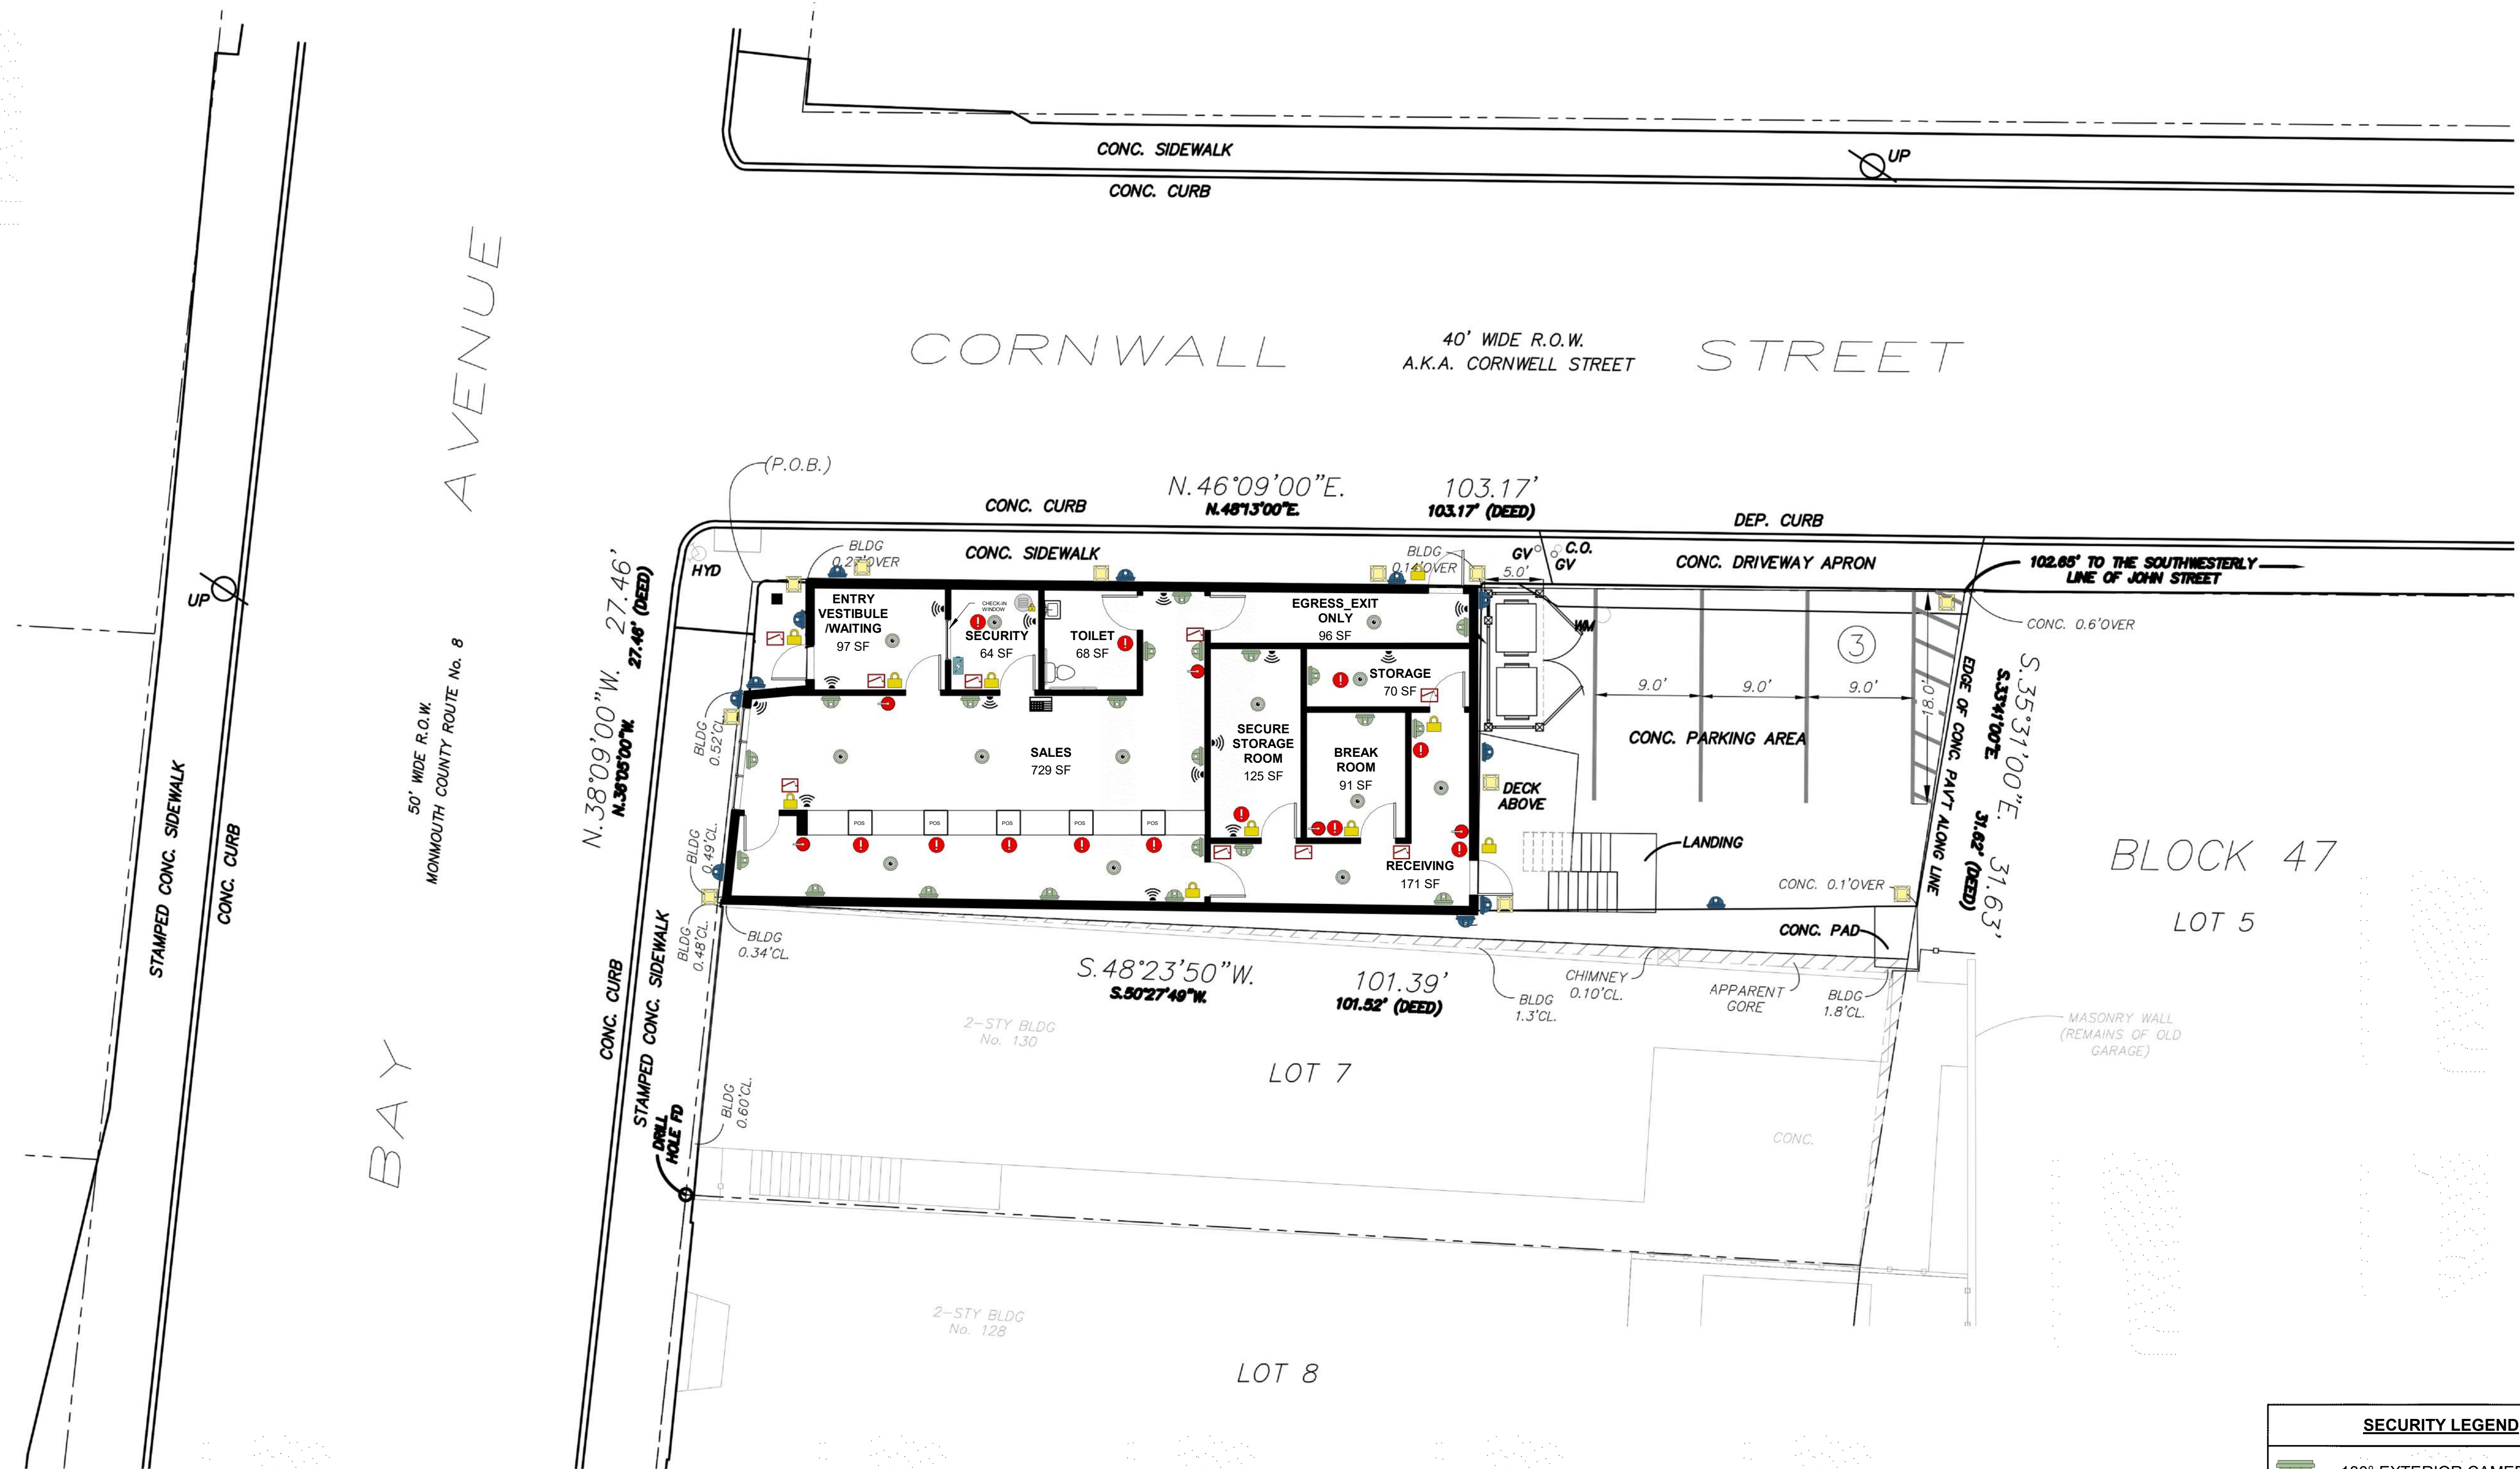 CONC. SIDEWALK
UP
CONC. CURB
AVENUE
CORNWALL
40' WIDE R.O.W.
A.K.A. CORNWELL STREET
STREET
(P.O.B.)
N.46°09'00"E.
N.48°13'00"E.
103.17'
103.17' (DEED)
CONC. CURB
DEP. CURB
HYD
BLDG
0.27'OVER
CONC. SIDEWALK
BLDG
0.14'OVER
GV
C.O.
GV
5.0'
CONC. DRIVEWAY APRON
102.65' TO THE SOUTHWESTERLY
LINE OF JOHN STREET
CONC. 0.6'OVER
UP
50' WIDE R.O.W.
MONMOUTH COUNTY ROUTE No. 8
N.38°09'00"W. 27.46'
N.36°05'00"W. 27.46' (DEED)
ENTRY
VESTIBULE
/WAITING
97 SF
CHECK-IN
WINDOW
SECURITY
64 SF
TOILET
68 SF
EGRESS_EXIT
ONLY
96 SF
WM
3
STORAGE
70 SF
9.0'
9.0'
9.0'
18.0'
EDGE OF CONC. PAV'T ALONG LINE
S.35°31'00"E. 31.63'
S.33°41'00"E. 31.62' (DEED)
BLDG
0.52'CL.
SALES
729 SF
SECURE
STORAGE
ROOM
125 SF
BREAK
ROOM
91 SF
CONC. PARKING AREA
DECK
ABOVE
LANDING
POS
POS
POS
POS
POS
BLDG
0.49'CL.
RECEIVING
171 SF
CONC. 0.1'OVER
BLOCK 47
LOT 5
STAMPED CONC. SIDEWALK
CONC. CURB
CONC. CURB
STAMPED CONC. SIDEWALK
BLDG
0.48'CL.
BLDG
0.34'CL.
CONC. PAD
S.48°23'50"W.
S.50°27'49"W.
101.39'
101.52' (DEED)
BLDG
1.3'CL.
CHIMNEY
0.10'CL.
APPARENT
GORE
BLDG
1.8'CL.
MASONRY WALL
(REMAINS OF OLD
GARAGE)
2-STY BLDG
No. 130
LOT 7
BAY
BLDG
0.60'CL.
DRILL
HOLE FD
CONC.
2-STY BLDG
No. 128
LOT 8
SECURITY LEGEND